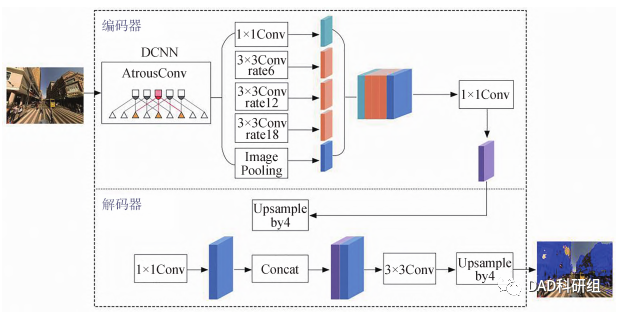 编码器
DCNN
AtrousConv
1×1Conv
3×3Conv
rate6
3×3Conv
rate12
3×3Conv
rate18
Image
Pooling
1×1Conv
解码器
Upsample
by4
1×1Conv
Concat
3×3Conv
Upsample
by4
DAD科研组